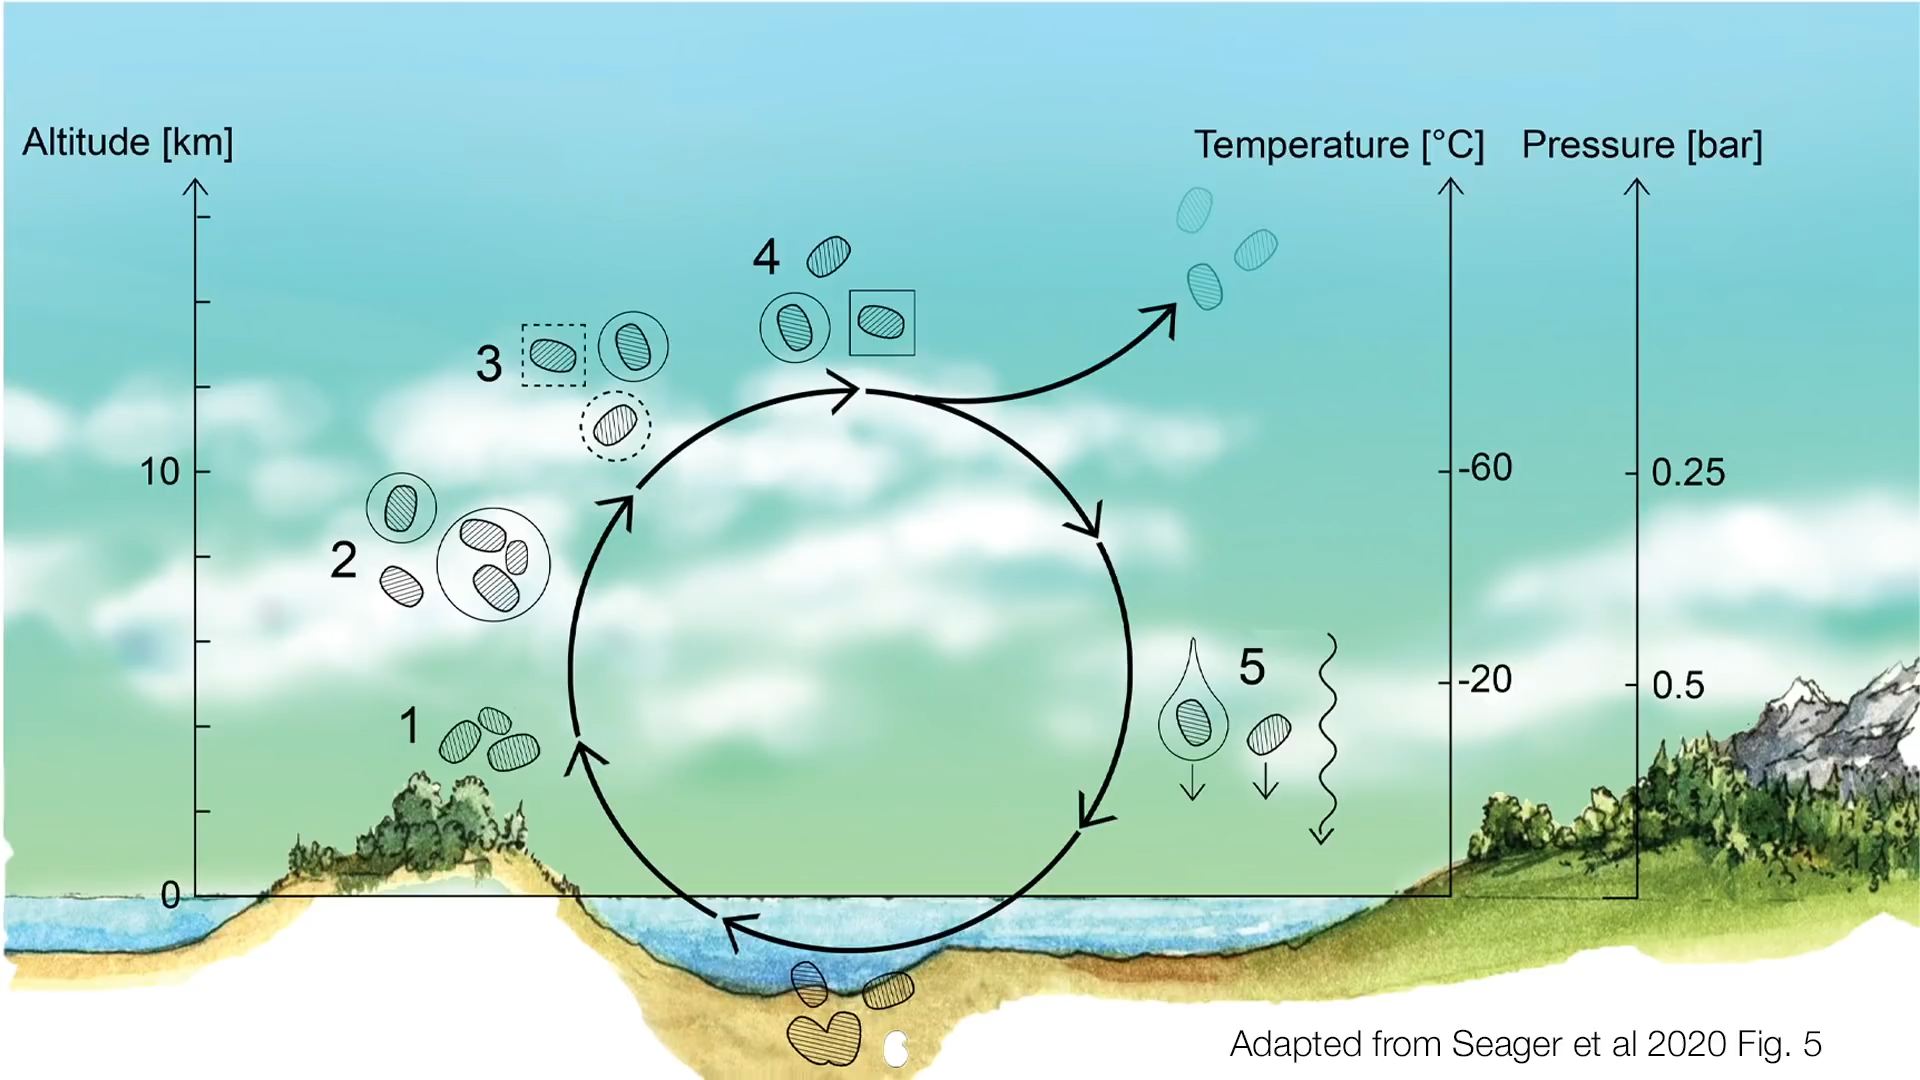 Altitude [km]
Temperature [°C]
Pressure [bar]
4
3
10
-60
0.25
2
5
-20
0.5
1
0
Adapted from Seager et al 2020 Fig. 5